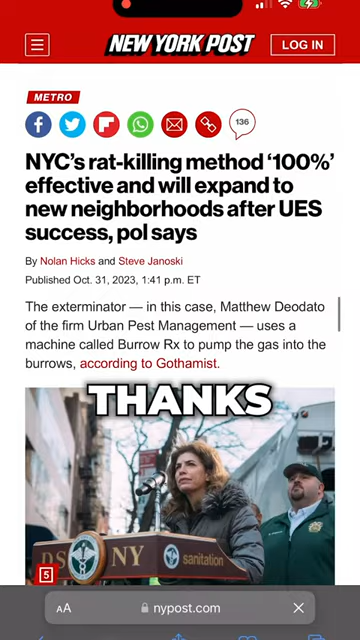 NEW YORK POST
LOG IN
METRO
136
NYC's rat-killing method ‘100%’
effective and will expand to
new neighborhoods after UES
success, pol says
By Nolan Hicks and Steve Janoski
Published Oct. 31, 2023, 1:41 p.m. ET
The exterminator — in this case, Matthew Deodato
of the firm Urban Pest Management — uses a
machine called Burrow Rx to pump the gas into the
burrows, according to Gothamist.
THANKS
DS NY sanitation
5
AA nypost.com